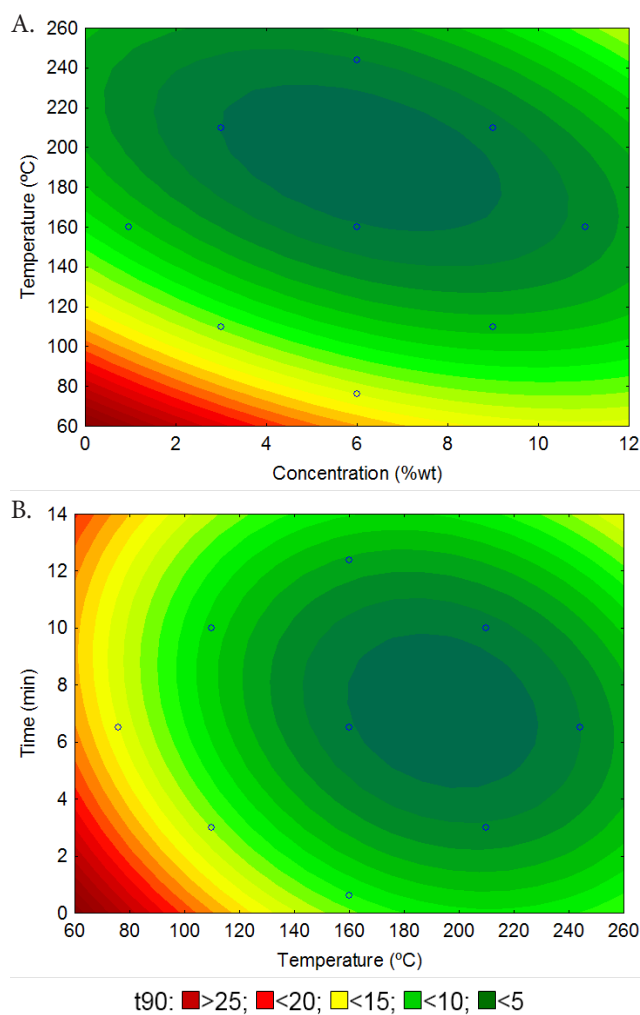 A.
260
240
220
200
180
160
140
120
100
80
60
Temperature (ºC)
0 2 4 6 8 10 12
Concentration (%wt)
B.
14
12
10
8
6
4
2
0
Time (min)
60 80 100 120 140 160 180 200 220 240 260
Temperature (ºC)
t90: >25; <20; <15; <10; <5